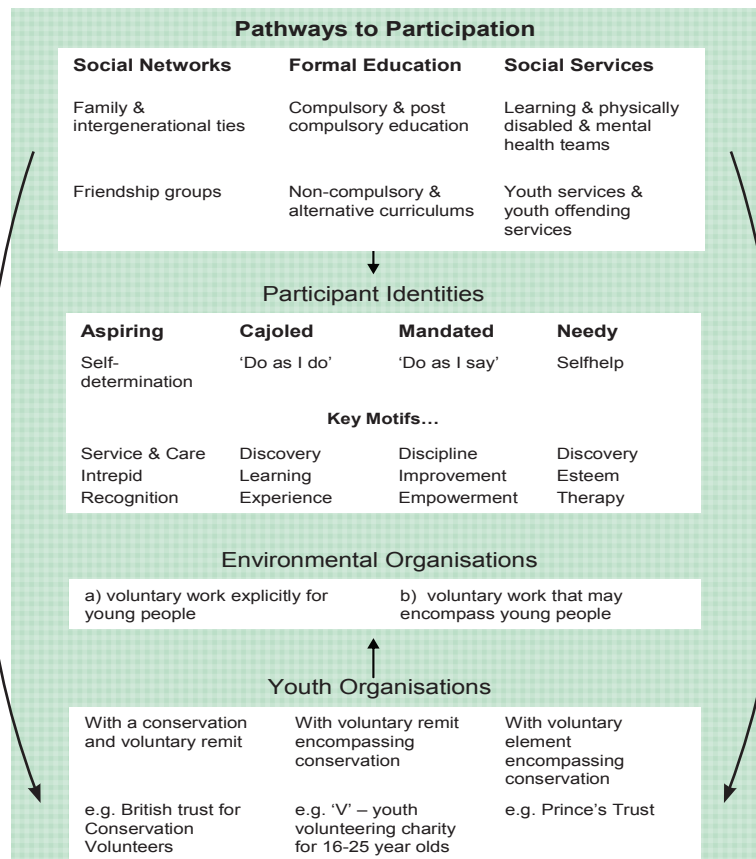 Pathways to Participation
Social Networks
Formal Education
Social Services
Family &
intergenerational ties
Compulsory & post
compulsory education
Learning & physically
disabled & mental
health teams
Friendship groups
Non-compulsory &
alternative curriculums
Youth services &
youth offending
services
Participant Identities
Aspiring
Cajoled
Mandated
Needy
Self-
determination
‘Do as I do’
‘Do as I say’
Selfhelp
Key Motifs…
Service & Care
Intrepid
Recognition
Discovery
Learning
Experience
Discipline
Improvement
Empowerment
Discovery
Esteem
Therapy
Environmental Organisations
a) voluntary work explicitly for
young people
b) voluntary work that may
encompass young people
Youth Organisations
With a conservation
and voluntary remit
With voluntary remit
encompassing
conservation
With voluntary
element
encompassing
conservation
e.g. British trust for
Conservation
Volunteers
e.g. ‘V’ – youth
volunteering charity
for 16-25 year olds
e.g. Prince’s Trust